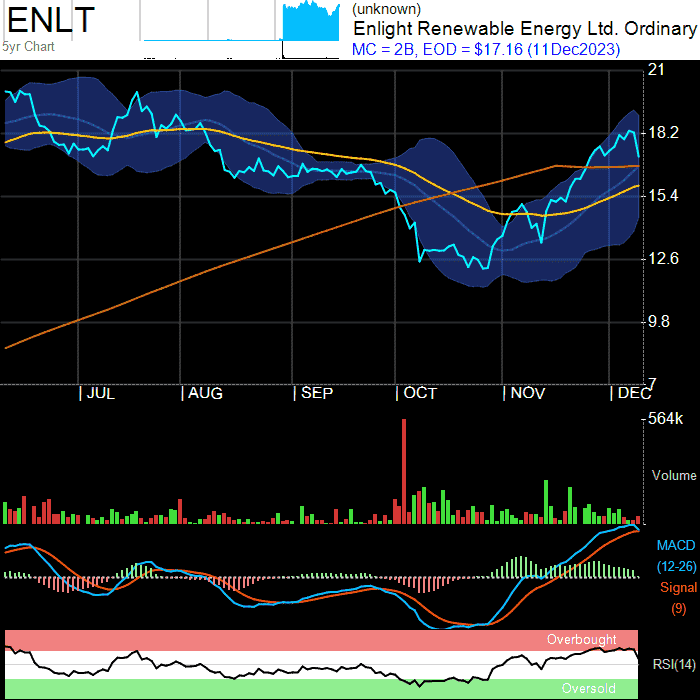 ENLT
5yr Chart
(unknown)
Enlight Renewable Energy Ltd. Ordinary
MC = 2B, EOD = $17.16 (11Dec2023)
21
18.2
15.4
12.6
9.8
7
JUL AUG SEP OCT NOV DEC
564k
Volume
MACD
(12-26)
Signal
(9)
Overbought
RSI(14)
Oversold